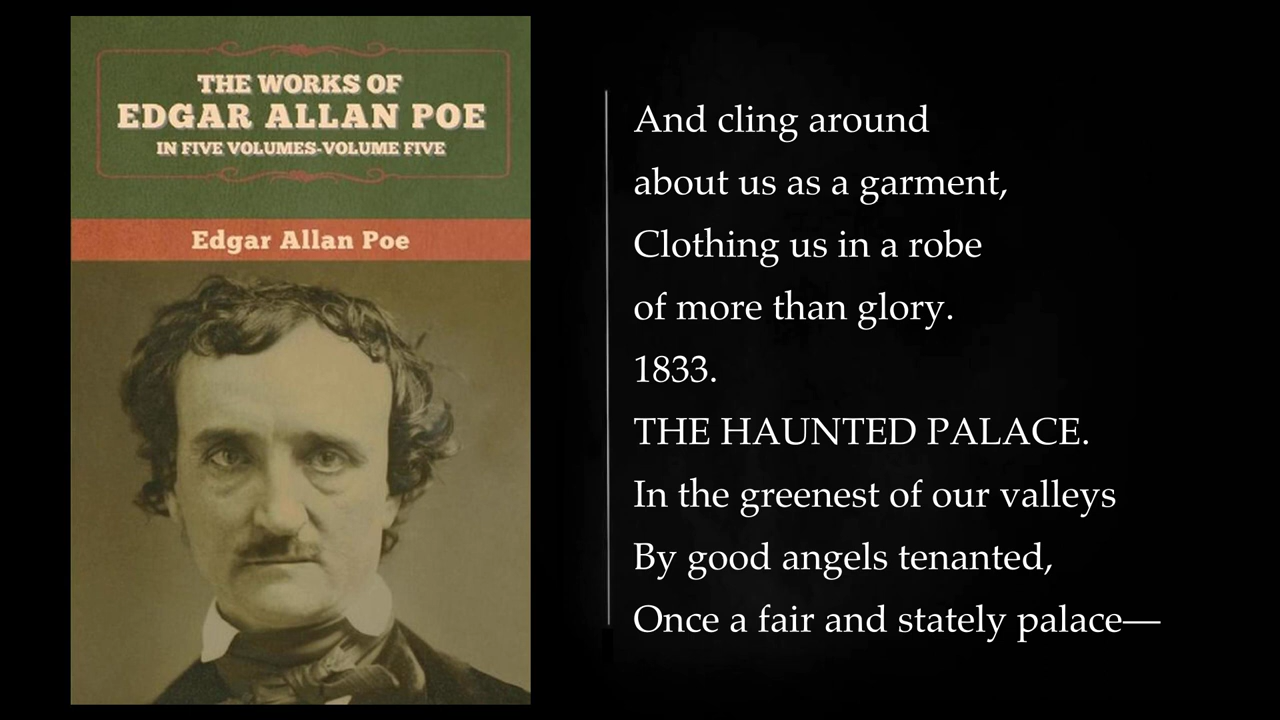 THE WORKS OF
EDGAR ALLAN POE
IN FIVE VOLUMES-VOLUME FIVE
Edgar Allan Poe
And cling around
about us as a garment,
Clothing us in a robe
of more than glory.
1833.
THE HAUNTED PALACE.
In the greenest of our valleys
By good angels tenanted,
Once a fair and stately palace—